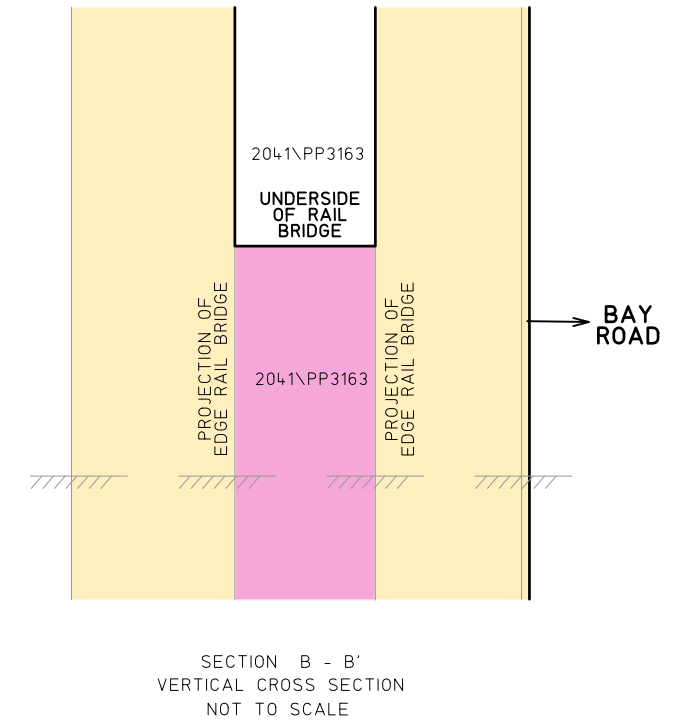 2041\PP3163
UNDERSIDE
OF RAIL
BRIDGE
PROJECTION OF
EDGE RAIL BRIDGE
PROJECTION OF
EDGE RAIL BRIDGE
BAY
ROAD
2041\PP3163
SECTION B - B'
VERTICAL CROSS SECTION
NOT TO SCALE